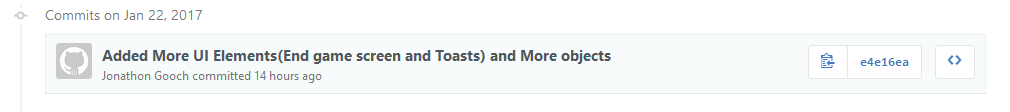 Commits on Jan 22, 2017
Added More UI Elements(End game screen and Toasts) and More objects
Jonathon Gooch committed 14 hours ago
e4e16ea